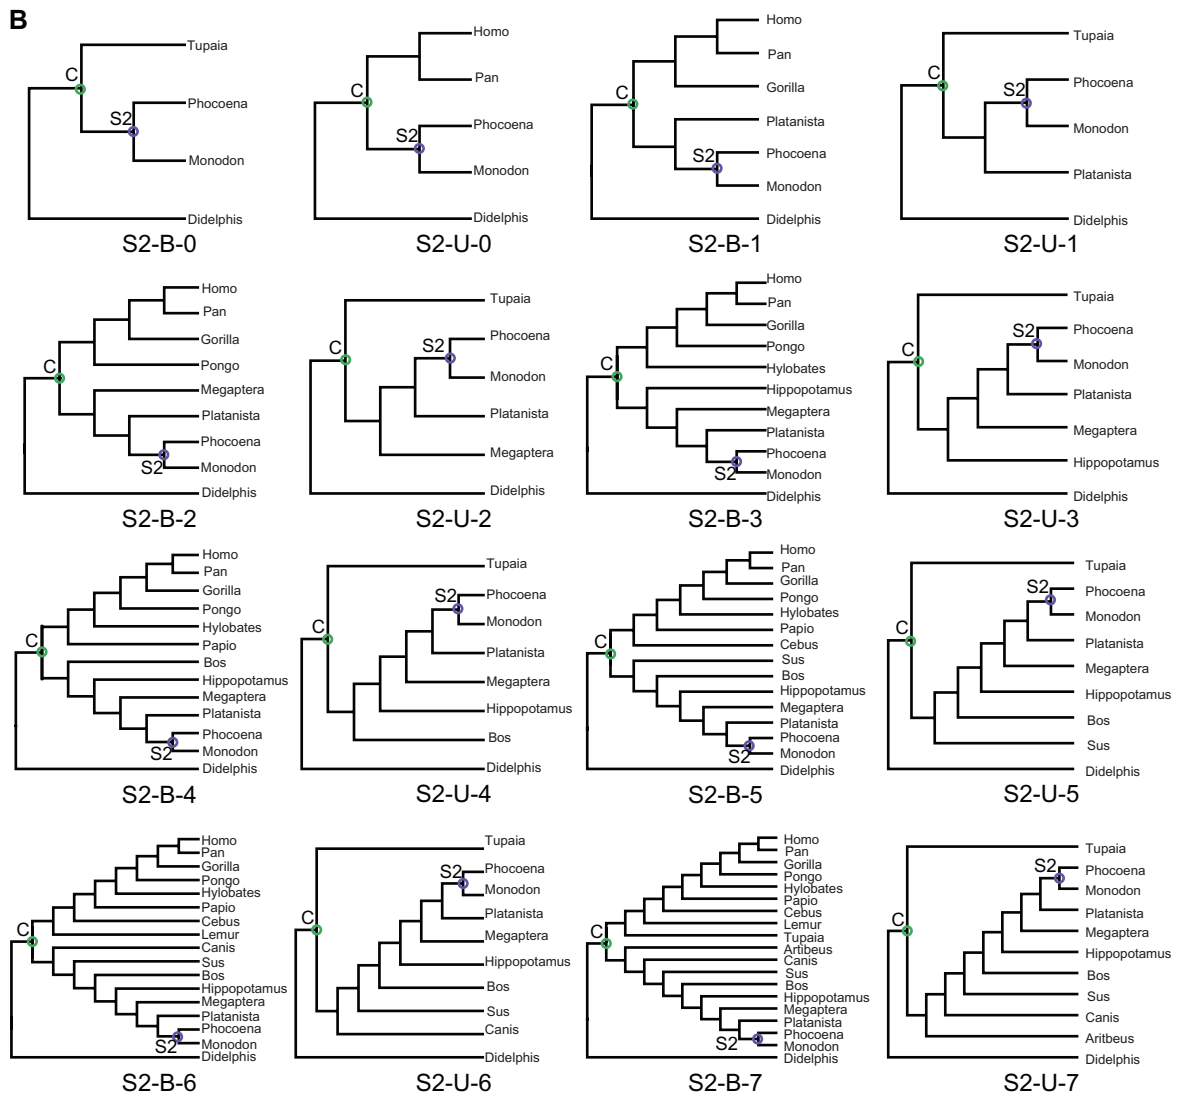 B
C
S2
Tupaia
Phocoena
Monodon
Didelphis
S2-B-0
C
S2
Homo
Pan
Phocoena
Monodon
Didelphis
S2-U-0
C
S2
Homo
Pan
Gorilla
Platanista
Phocoena
Monodon
Didelphis
S2-B-1
C
S2
Tupaia
Phocoena
Monodon
Platanista
Didelphis
S2-U-1
C
S2
Homo
Pan
Gorilla
Pongo
Megaptera
Platanista
Phocoena
Monodon
Didelphis
S2-B-2
C
S2
Tupaia
Phocoena
Monodon
Platanista
Megaptera
Didelphis
S2-U-2
C
S2
Homo
Pan
Gorilla
Pongo
Hylobates
Hippopotamus
Megaptera
Platanista
Phocoena
Monodon
Didelphis
S2-B-3
C
S2
Tupaia
Phocoena
Monodon
Platanista
Megaptera
Hippopotamus
Didelphis
S2-U-3
C
S2
Homo
Pan
Gorilla
Pongo
Hylobates
Papio
Bos
Hippopotamus
Megaptera
Platanista
Phocoena
Monodon
Didelphis
S2-B-4
C
S2
Tupaia
Phocoena
Monodon
Platanista
Megaptera
Hippopotamus
Bos
Didelphis
S2-U-4
C
S2
Homo
Pan
Gorilla
Pongo
Hylobates
Papio
Cebus
Sus
Bos
Hippopotamus
Megaptera
Platanista
Phocoena
Monodon
Didelphis
S2-B-5
C
S2
Tupaia
Phocoena
Monodon
Platanista
Megaptera
Hippopotamus
Bos
Sus
Didelphis
S2-U-5
C
S2
Homo
Pan
Gorilla
Pongo
Hylobates
Papio
Cebus
Lemur
Canis
Sus
Bos
Hippopotamus
Megaptera
Platanista
Phocoena
Monodon
Didelphis
S2-B-6
C
S2
Tupaia
Phocoena
Monodon
Platanista
Megaptera
Hippopotamus
Bos
Sus
Canis
Didelphis
S2-U-6
C
S2
Homo
Pan
Gorilla
Pongo
Hylobates
Papio
Cebus
Lemur
Tupaia
Artibeus
Canis
Sus
Bos
Hippopotamus
Megaptera
Platanista
Phocoena
Monodon
Didelphis
S2-B-7
C
S2
Tupaia
Phocoena
Monodon
Platanista
Megaptera
Hippopotamus
Bos
Sus
Canis
Aritbeus
Didelphis
S2-U-7